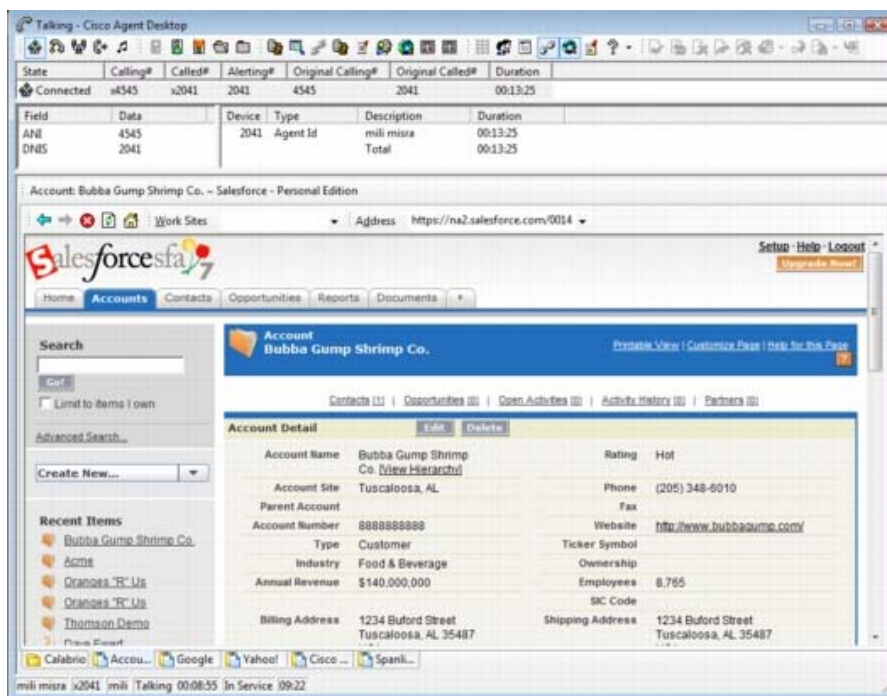 Talking - Cisco Agent Desktop
State Calling# Called# Alerting# Original Calling# Original Called# Duration
Connected x4545 x2041 2041 4545 2041 00:13:25
Field Data
ANI 4545
DNIS 2041
Device Type Description Duration
2041 Agent Id mili misra 00:13:25
Total 00:13:25
Account: Bubba Gump Shrimp Co. ~ Salesforce - Personal Edition
Work Sites Address https://na2.salesforce.com/0014
Salesforcesfa 7
Setup · Help · Logout
Upgrade Now!
Home Accounts Contacts Opportunities Reports Documents
Search
Go!
Limit to items I own
Advanced Search...
Create New...
Recent Items
Bubba Gump Shrimp Co.
Acme
Oranges "R" Us
Oranges "R" Us
Thomson Demo
Account
Bubba Gump Shrimp Co.
Printable View | Customize Page | Help for this Page
?
Contacts [1] | Opportunities [0] | Open Activities [0] | Activity History [0] | Partners [0]
Account Detail Edit Delete
Account Name Bubba Gump Shrimp Rating Hot
Co. [View Hierarchy]
Account Site Tuscaloosa, AL Phone (205) 348-6010
Parent Account Fax
Account Number 8888888888 Website http://www.bubbagump.com/
Type Customer Ticker Symbol
Industry Food & Beverage Ownership
Annual Revenue $140,000,000 Employees 8,765
SIC Code
Billing Address 1234 Buford Street Shipping Address 1234 Buford Street
Tuscaloosa, AL 35487 Tuscaloosa, AL 35487
Calabrio Accou... Google Yahoo! Cisco ... Spanli...
mili misra x2041 mili Talking 00:08:55 In Service 09:22